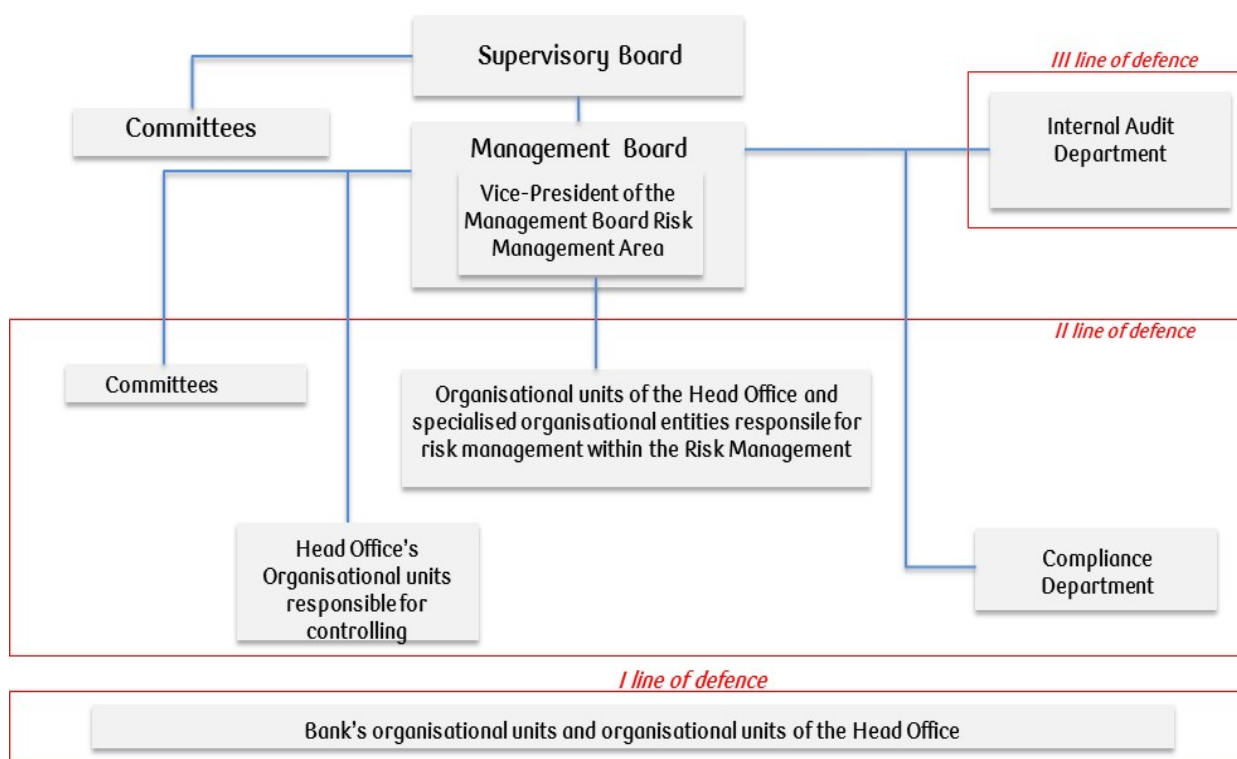 Supervisory Board
III line of defence
Committees
Internal Audit
Department
Management Board
Vice-President of the
Management Board Risk
Management Area
II line of defence
Committees
Organisational units of the Head Office and
specialised organisational entities responsile for
risk management within the Risk Management
Head Office's
Organisational units
responsible for
controlling
Compliance
Department
I line of defence
Bank's organisational units and organisational units of the Head Office